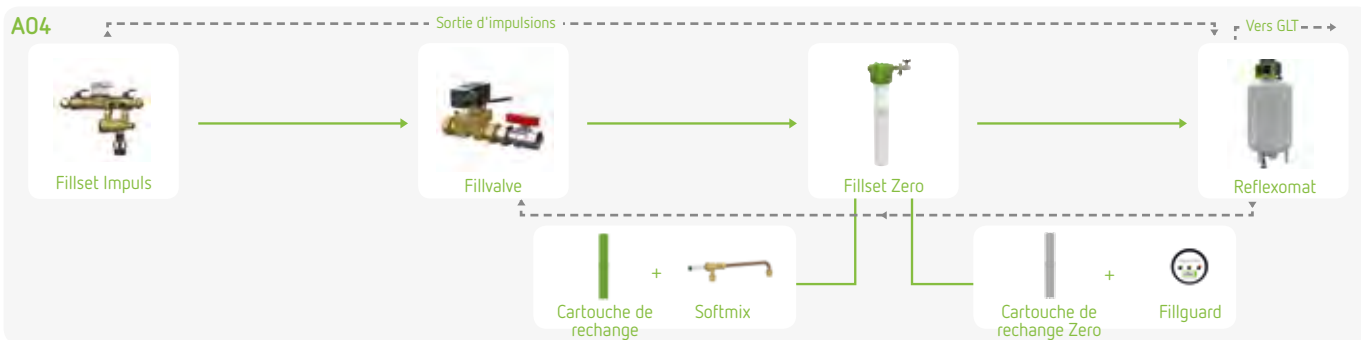 A04
Sortie d'impulsions
Vers GLT
Fillset Impuls
Fillvalve
Fillset Zero
Reflexomat
+
+
Cartouche de
rechange
Softmix
Cartouche de
rechange Zero
Fillguard